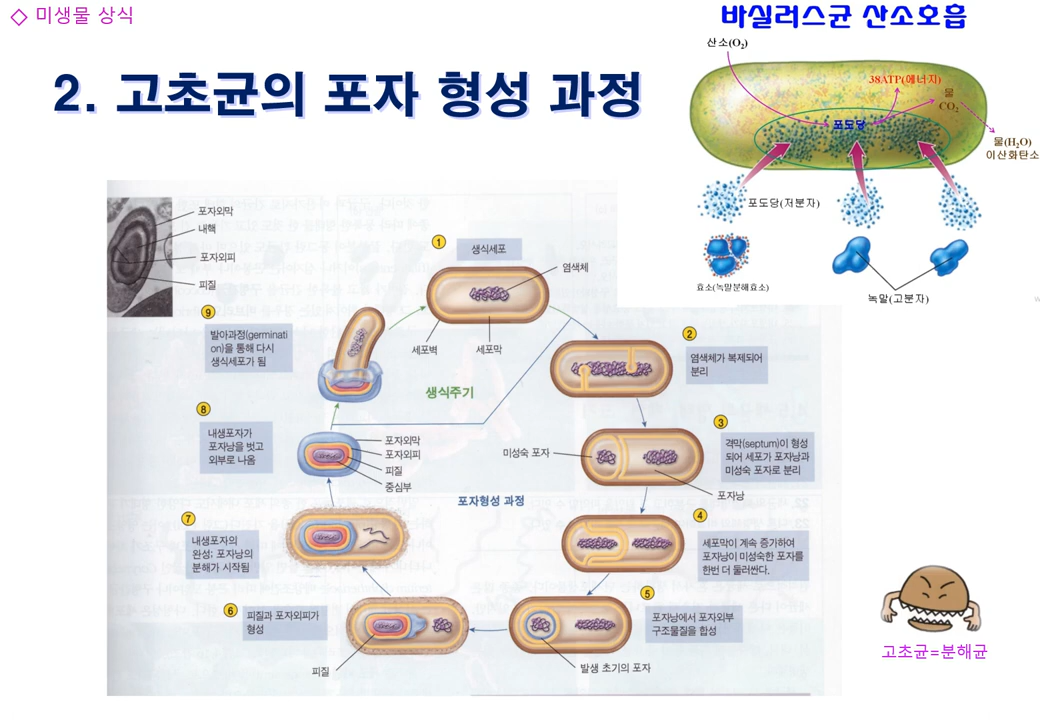 ◇ 미생물 상식
바실러스균 산소호흡
2. 고초균의 포자 형성 과정
산소(O₂)
38ATP(에너지)
물
CO₂
포도당
물(H₂O)
이산화탄소
포도당(저분자)
효소(녹말분해효소)
녹말(고분자)
포자외막
내핵
포자외피
피질
1
생식세포
염색체
세포벽
세포막
2
염색체가 복제되어
분리
3
격막(septum)이 형성
되어 세포가 포자낭과
미성숙 포자로 분리
미성숙 포자
포자낭
4
세포막이 계속 증가하여
포자낭이 미성숙한 포자를
한번 더 둘러싼다.
5
포자낭에서 포자외부
구조물질을 합성
발생 초기의 포자
6
피질과 포자외피가
형성
피질
7
내생포자의
완성; 포자낭의
분해가 시작됨
8
내생포자가
포자낭을 벗고
외부로 나옴
포자외막
포자외피
피질
중심부
9
발아과정(germinati
on)을 통해 다시
생식세포가 됨
생식주기
포자형성 과정
고초균=분해균